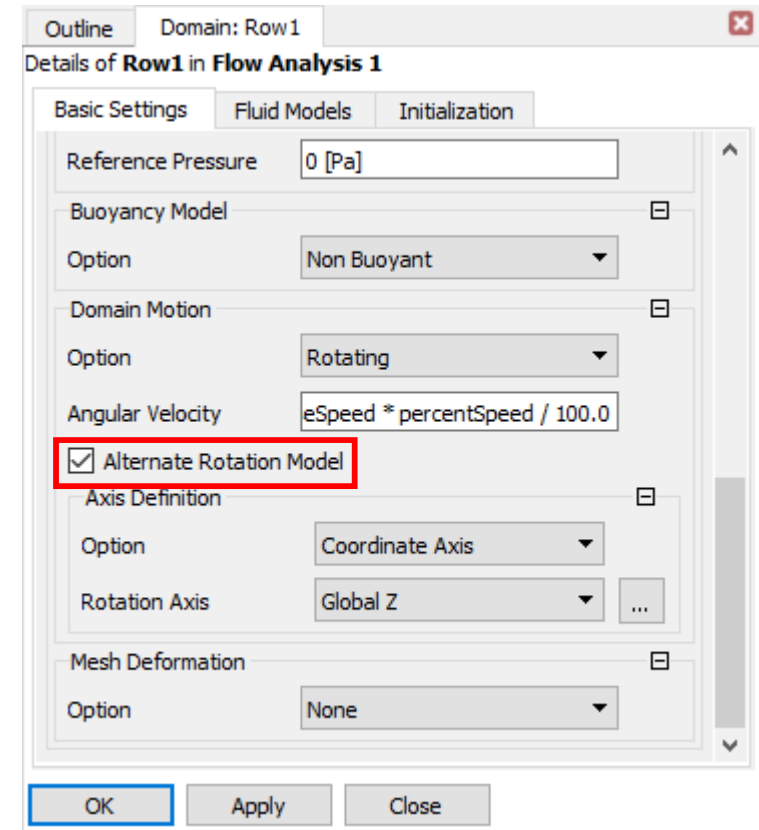 Outline Domain: Row1
Details of Row1 in Flow Analysis 1
Basic Settings Fluid Models Initialization
Reference Pressure 0 [Pa]
Buoyancy Model
Option Non Buoyant
Domain Motion
Option Rotating
Angular Velocity eSpeed * percentSpeed / 100.0
Alternate Rotation Model
Axis Definition
Option Coordinate Axis
Rotation Axis Global Z ...
Mesh Deformation
Option None
OK Apply Close